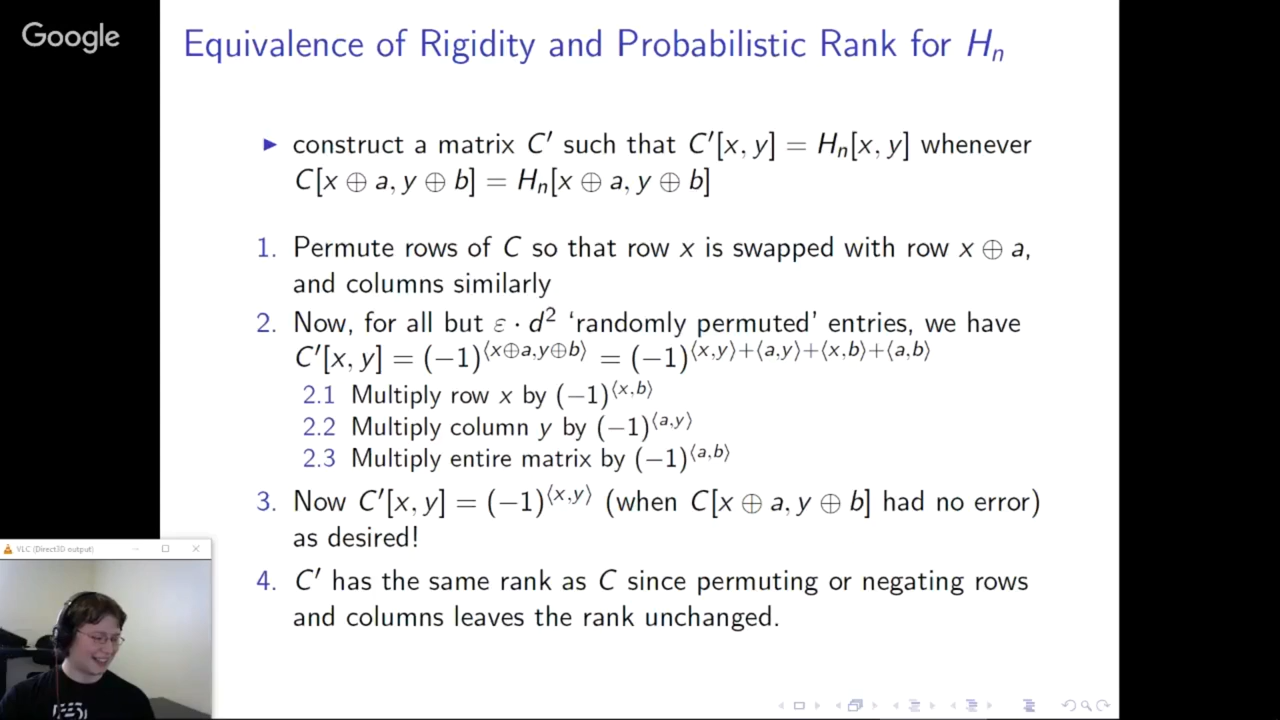 Google
Equivalence of Rigidity and Probabilistic Rank for Hₙ
▶ construct a matrix C′ such that C′[x, y] = Hₙ[x, y] whenever
C[x ⊕ a, y ⊕ b] = Hₙ[x ⊕ a, y ⊕ b]
1. Permute rows of C so that row x is swapped with row x ⊕ a,
and columns similarly
2. Now, for all but ε · d² ‘randomly permuted’ entries, we have
C′[x, y] = (−1)^⟨x⊕a,y⊕b⟩ = (−1)^⟨x,y⟩+⟨a,y⟩+⟨x,b⟩+⟨a,b⟩
2.1 Multiply row x by (−1)^⟨x,b⟩
2.2 Multiply column y by (−1)^⟨a,y⟩
2.3 Multiply entire matrix by (−1)^⟨a,b⟩
3. Now C′[x, y] = (−1)^⟨x,y⟩ (when C[x ⊕ a, y ⊕ b] had no error)
as desired!
4. C′ has the same rank as C since permuting or negating rows
and columns leaves the rank unchanged.
VLC (Direct3D output)